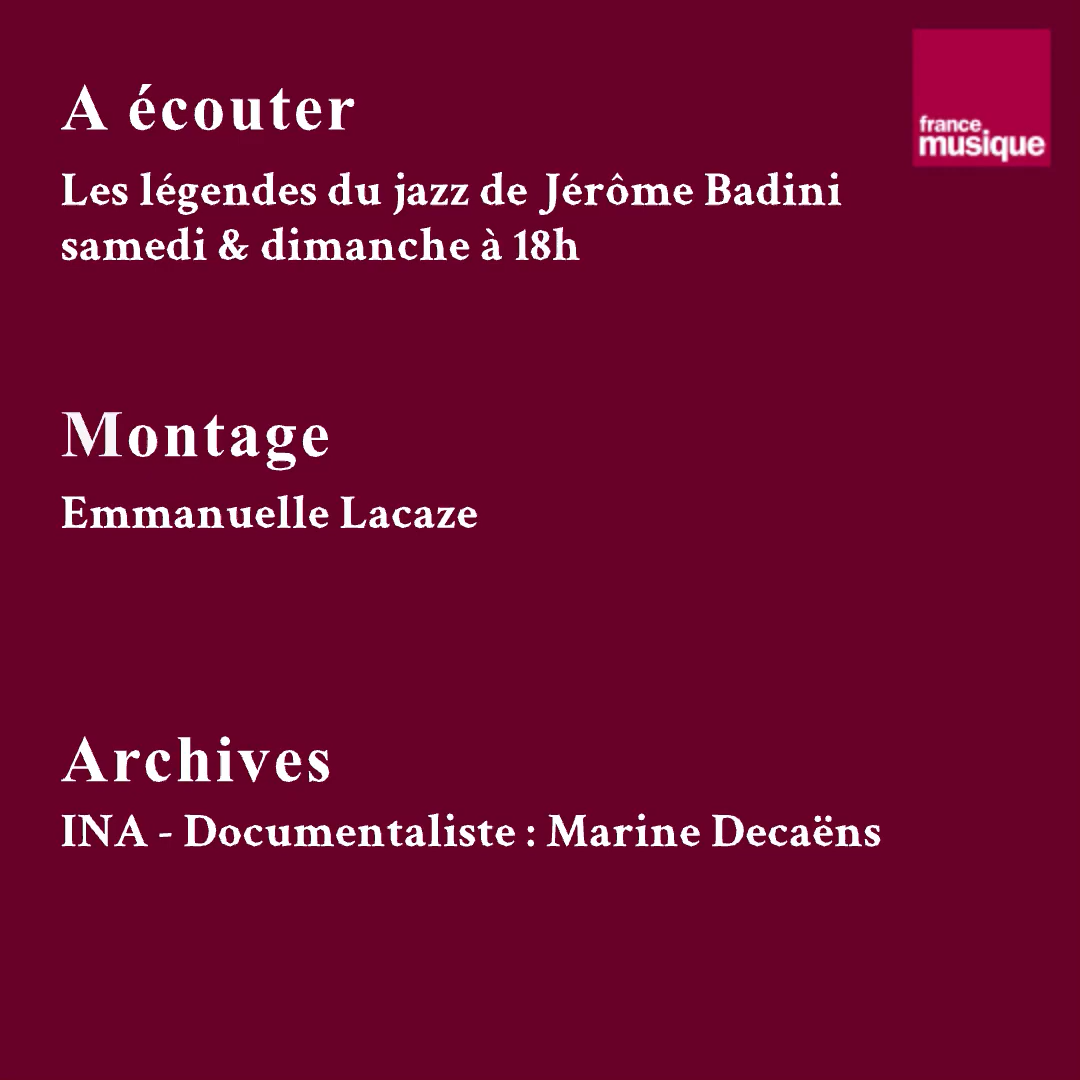 A écouter
france
musique
Les légendes du jazz de Jérôme Badini
samedi & dimanche à 18h
Montage
Emmanuelle Lacaze
Archives
INA - Documentaliste : Marine Decaëns